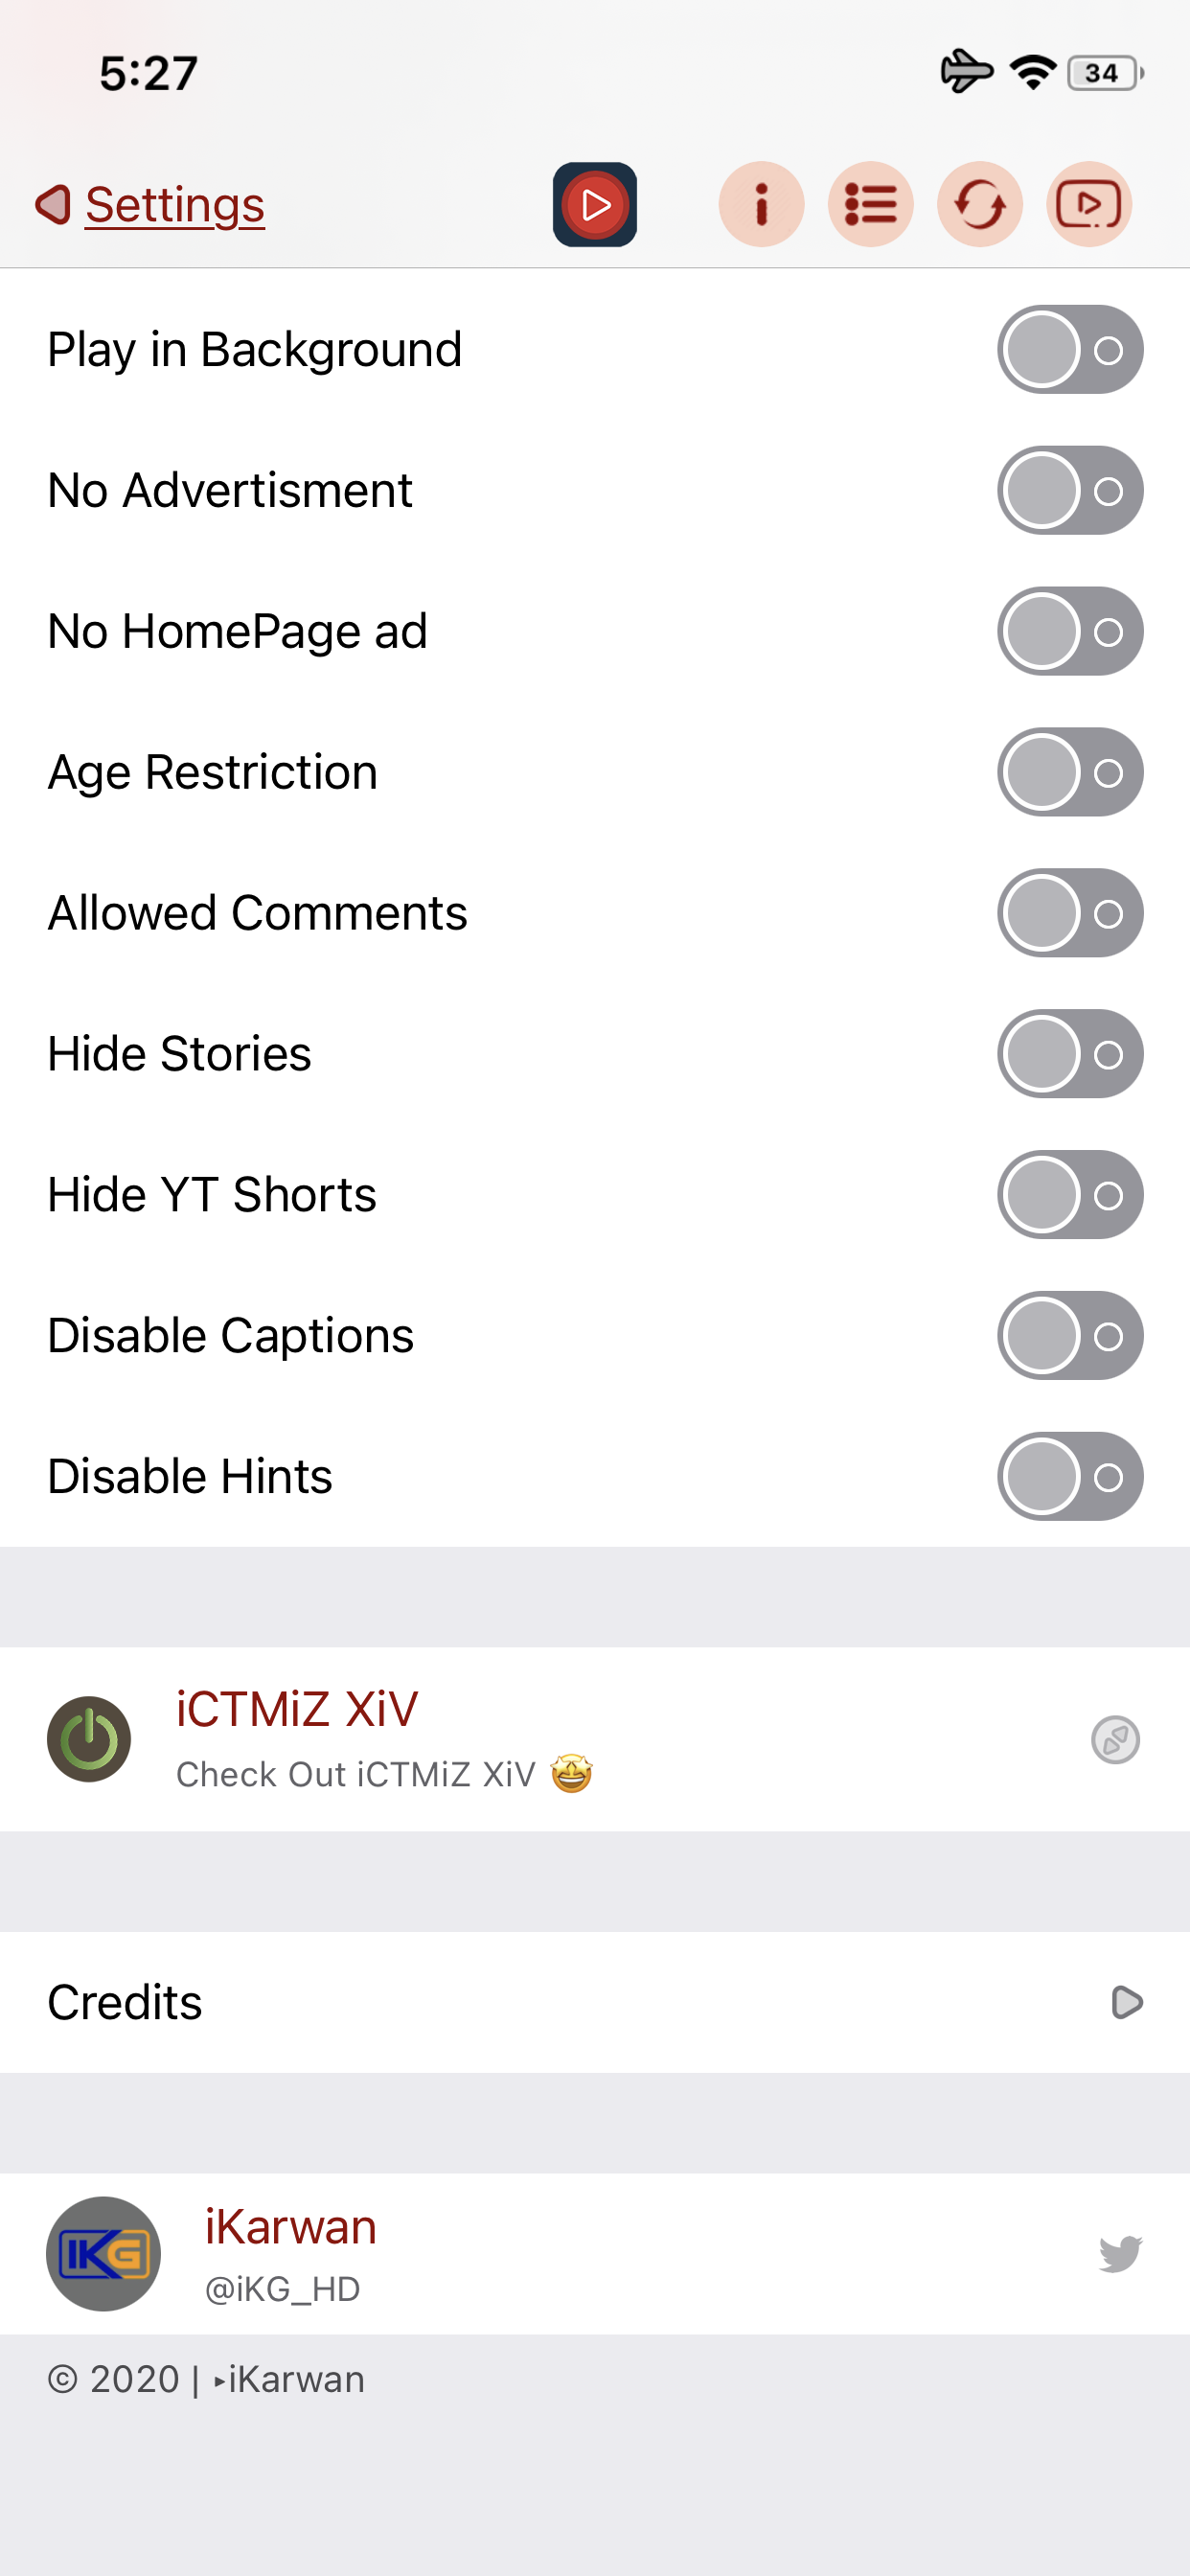 5:27
34
Settings
Play in Background
No Advertisment
No HomePage ad
Age Restriction
Allowed Comments
Hide Stories
Hide YT Shorts
Disable Captions
Disable Hints
iCTMiZ XiV
Check Out iCTMiZ XiV 🤩
Credits
IKG
iKarwan
@iKG_HD
© 2020 | ▸iKarwan